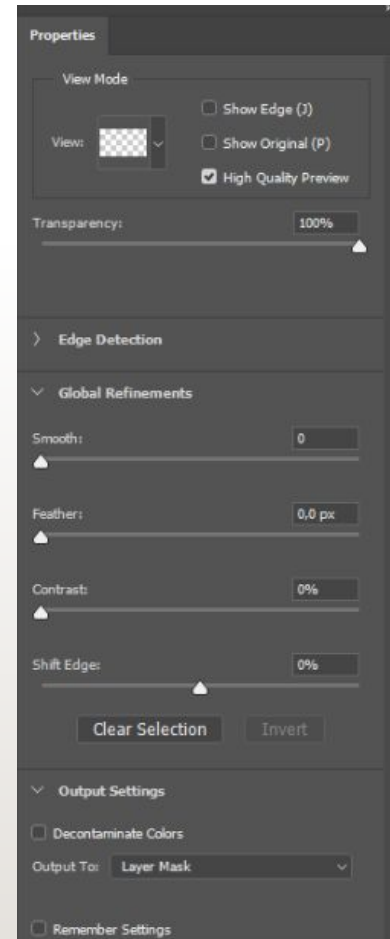 Properties
View Mode
Show Edge (J)
View:
Show Original (P)
High Quality Preview
Transparency: 100%
Edge Detection
Global Refinements
Smooth: 0
Feather: 0,0 px
Contrast: 0%
Shift Edge: 0%
Clear Selection Invert
Output Settings
Decontaminate Colors
Output To: Layer Mask
Remember Settings